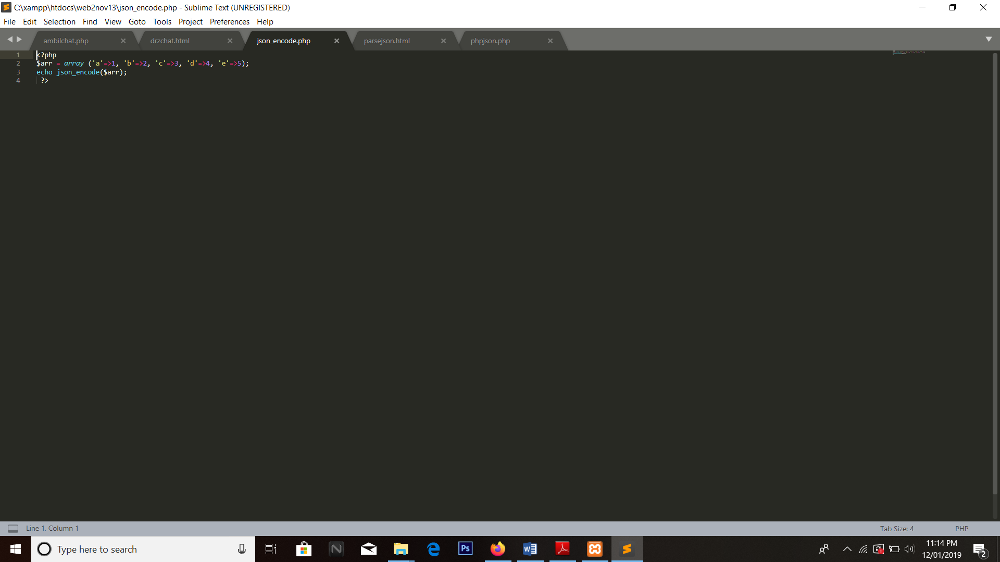 C:\xampp\htdocs\web2nov13\json_encode.php - Sublime Text (UNREGISTERED)
File Edit Selection Find View Goto Tools Project Preferences Help
ambilchat.php drzchat.html json_encode.php parsejson.html phpjson.php
1 <?php
2 $arr = array ('a'=>1, 'b'=>2, 'c'=>3, 'd'=>4, 'e'=>5);
3 echo json_encode($arr);
4 ?>
Line 1, Column 1 Tab Size: 4 PHP
Type here to search Ps 11:14 PM
12/01/2019 2